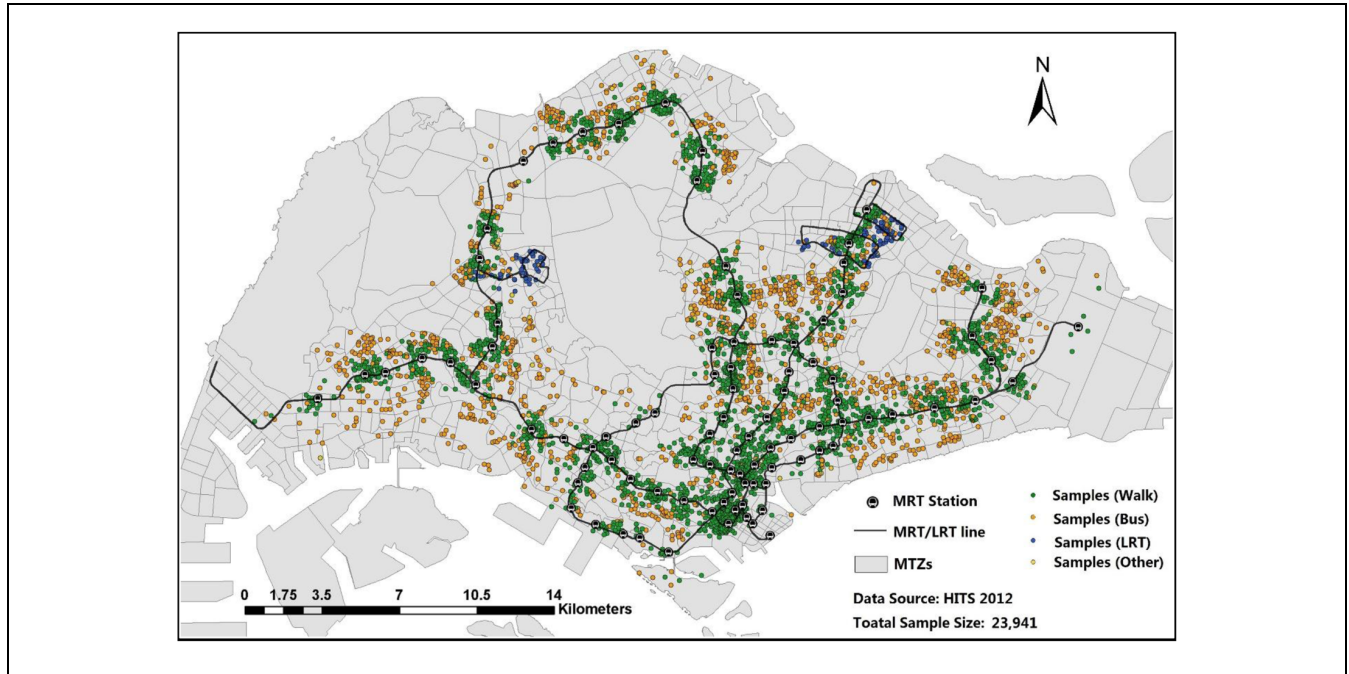 N
MRT Station
MRT/LRT line
MTZs
Samples (Walk)
Samples (Bus)
Samples (LRT)
Samples (Other)
0 1.75 3.5 7 10.5 14
Kilometers
Data Source: HITS 2012
Toatal Sample Size: 23,941